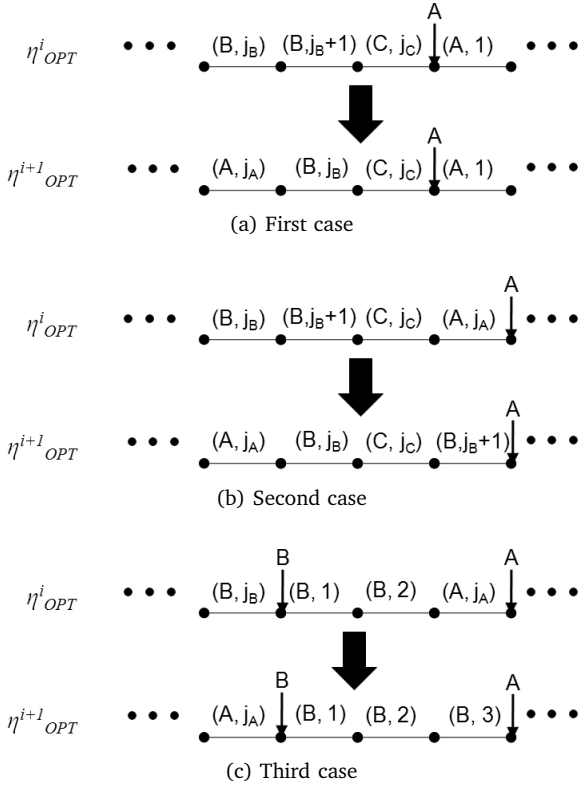 A
η^i_OPT • • • (B, j_B) (B, j_B+1) (C, j_C) (A, 1) • • •
A
η^{i+1}_OPT • • • (A, j_A) (B, j_B) (C, j_C) (A, 1) • • •
(a) First case
A
η^i_OPT • • • (B, j_B) (B, j_B+1) (C, j_C) (A, j_A) • • •
A
η^{i+1}_OPT • • • (A, j_A) (B, j_B) (C, j_C) (B, j_B+1) • • •
(b) Second case
B A
η^i_OPT • • • (B, j_B) (B, 1) (B, 2) (A, j_A) • • •
B A
η^{i+1}_OPT • • • (A, j_A) (B, 1) (B, 2) (B, 3) • • •
(c) Third case